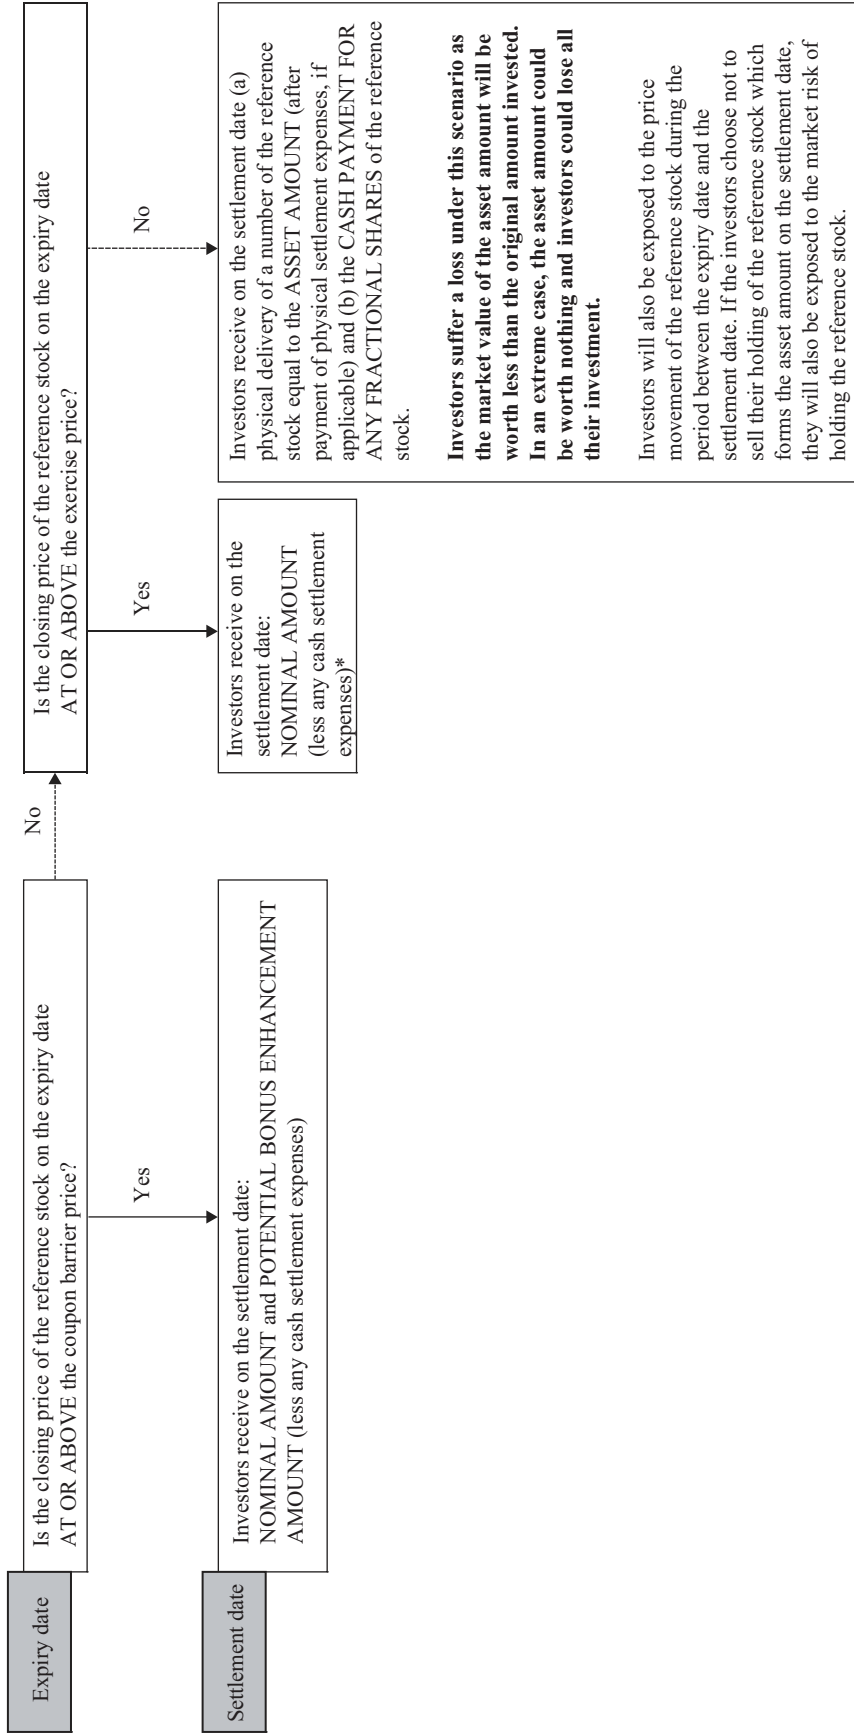 Expiry date
Is the closing price of the reference stock on the expiry date
AT OR ABOVE the coupon barrier price?
No
Is the closing price of the reference stock on the expiry date
AT OR ABOVE the exercise price?
Yes
Yes
No
Settlement date
Investors receive on the settlement date:
NOMINAL AMOUNT and POTENTIAL BONUS ENHANCEMENT
AMOUNT (less any cash settlement expenses)
Investors receive on the
settlement date:
NOMINAL AMOUNT
(less any cash settlement
expenses)*
Investors receive on the settlement date (a)
physical delivery of a number of the reference
stock equal to the ASSET AMOUNT (after
payment of physical settlement expenses, if
applicable) and (b) the CASH PAYMENT FOR
ANY FRACTIONAL SHARES of the reference
stock.
Investors suffer a loss under this scenario as
the market value of the asset amount will be
worth less than the original amount invested.
In an extreme case, the asset amount could
be worth nothing and investors could lose all
their investment.
Investors will also be exposed to the price
movement of the reference stock during the
period between the expiry date and the
settlement date. If the investors choose not to
sell their holding of the reference stock which
forms the asset amount on the settlement date,
they will also be exposed to the market risk of
holding the reference stock.